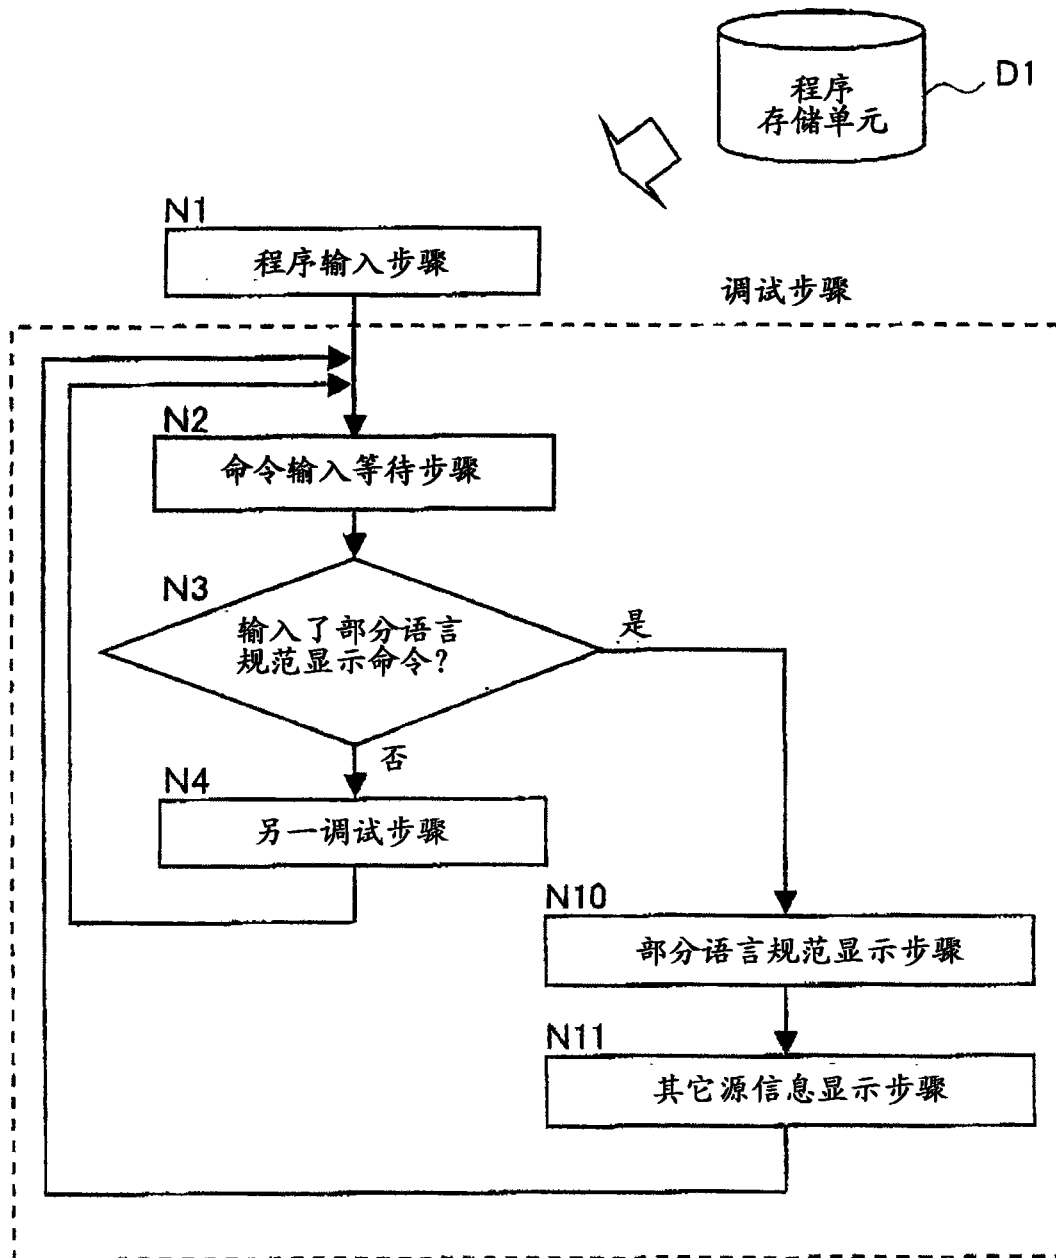 程序
存储单元
D1
N1
程序输入步骤
调试步骤
N2
命令输入等待步骤
N3
输入了部分语言
规范显示命令?
是
否
N4
另一调试步骤
N10
部分语言规范显示步骤
N11
其它源信息显示步骤